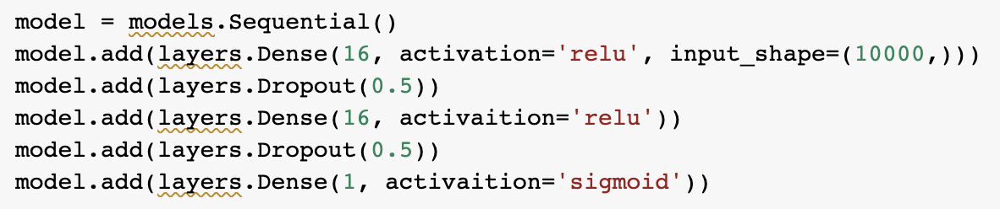 model = models.Sequential()
model.add(layers.Dense(16, activation='relu', input_shape=(10000,)))
model.add(layers.Dropout(0.5))
model.add(layers.Dense(16, activaition='relu'))
model.add(layers.Dropout(0.5))
model.add(layers.Dense(1, activaition='sigmoid'))